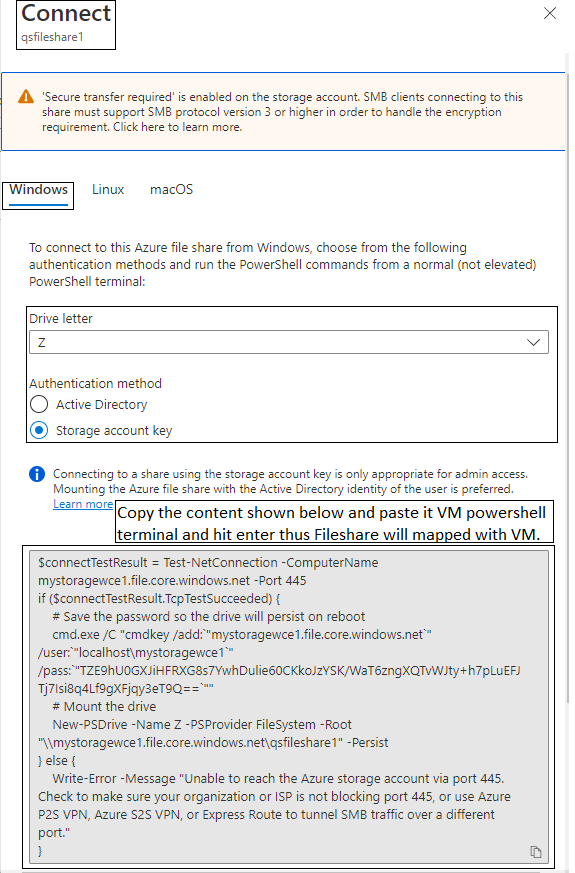 Connect
qsfileshare1
'Secure transfer required' is enabled on the storage account. SMB clients connecting to this
share must support SMB protocol version 3 or higher in order to handle the encryption
requirement. Click here to learn more.
Windows Linux macOS
To connect to this Azure file share from Windows, choose from the following
authentication methods and run the PowerShell commands from a normal (not elevated)
PowerShell terminal:
Drive letter
Z
Authentication method
Active Directory
Storage account key
Connecting to a share using the storage account key is only appropriate for admin access.
Mounting the Azure file share with the Active Directory identity of the user is preferred.
Learn more
Copy the content shown below and paste it VM powershell
terminal and hit enter thus Fileshare will mapped with VM.
$connectTestResult = Test-NetConnection -ComputerName
mystoragewce1.file.core.windows.net -Port 445
if ($connectTestResult.TcpTestSucceeded) {
# Save the password so the drive will persist on reboot
cmd.exe /C "cmdkey /add:`"mystoragewce1.file.core.windows.net`"
/user:`"localhost\mystoragewce1`"
/pass:`"TZE9hU0GXJiHFRXG8s7YwhDulie60CKkoJzYSK/WaT6zngXQTvWJty+h7pLuEFJ
Tj7Isi8q4Lf9gXFjqy3eT9Q==`""
# Mount the drive
New-PSDrive -Name Z -PSProvider FileSystem -Root
"\\mystoragewce1.file.core.windows.net\qsfileshare1" -Persist
} else {
Write-Error -Message "Unable to reach the Azure storage account via port 445.
Check to make sure your organization or ISP is not blocking port 445, or use Azure
P2S VPN, Azure S2S VPN, or Express Route to tunnel SMB traffic over a different
port."
}